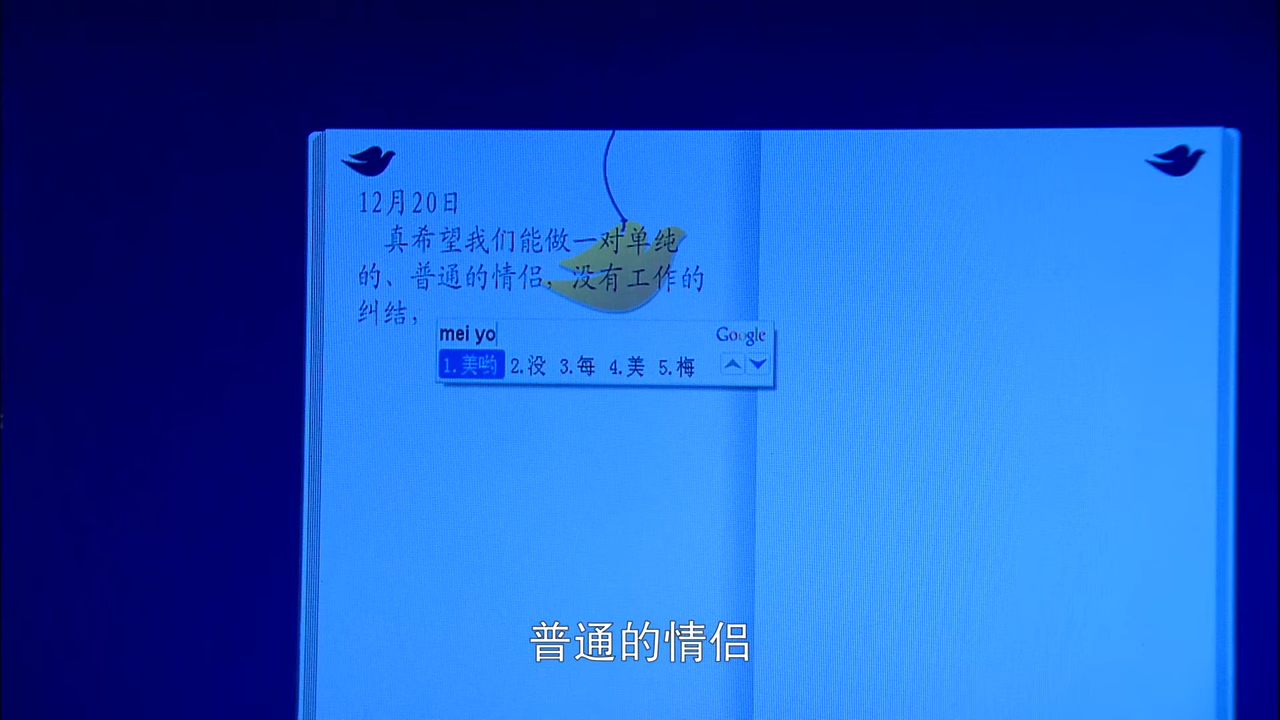 12月20日
真希望我们能做一对单纯
的、普通的情侣，没有工作的
纠结，
mei yo
Google
1.美哟 2.没 3.每 4.美 5.梅
普通的情侣